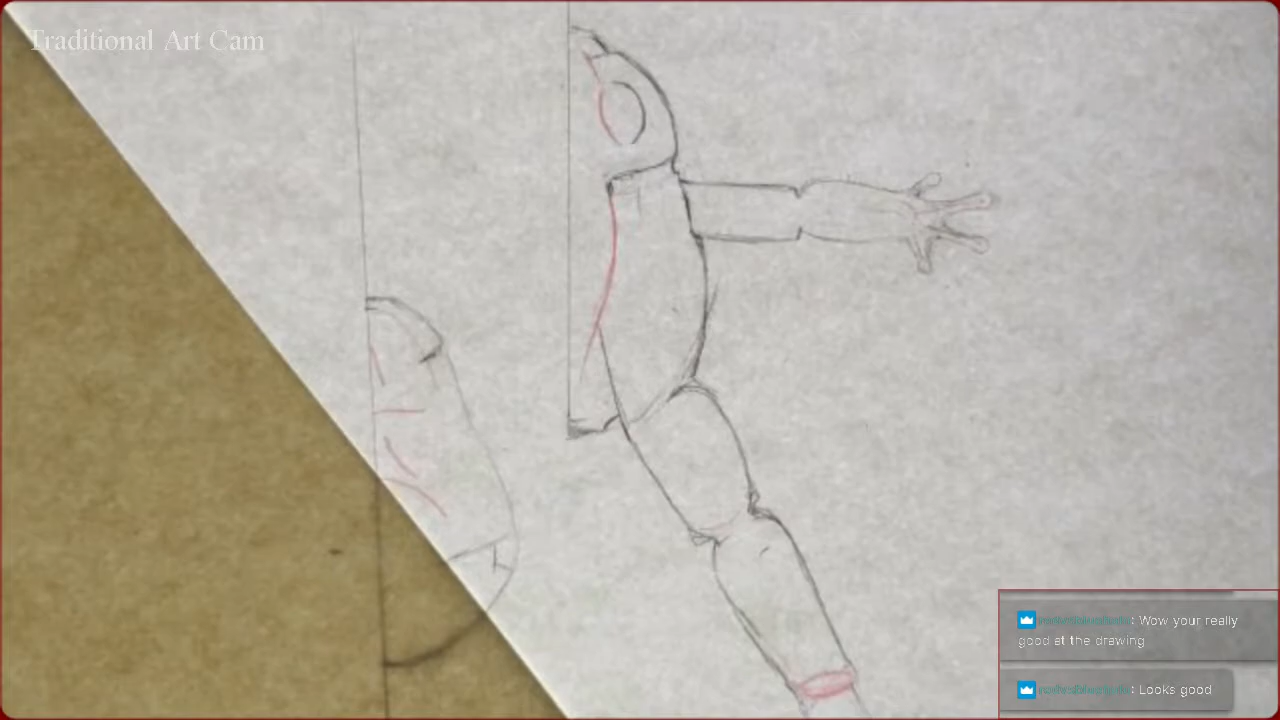 Traditional Art Cam
: Wow your really
good at the drawing
: Looks good